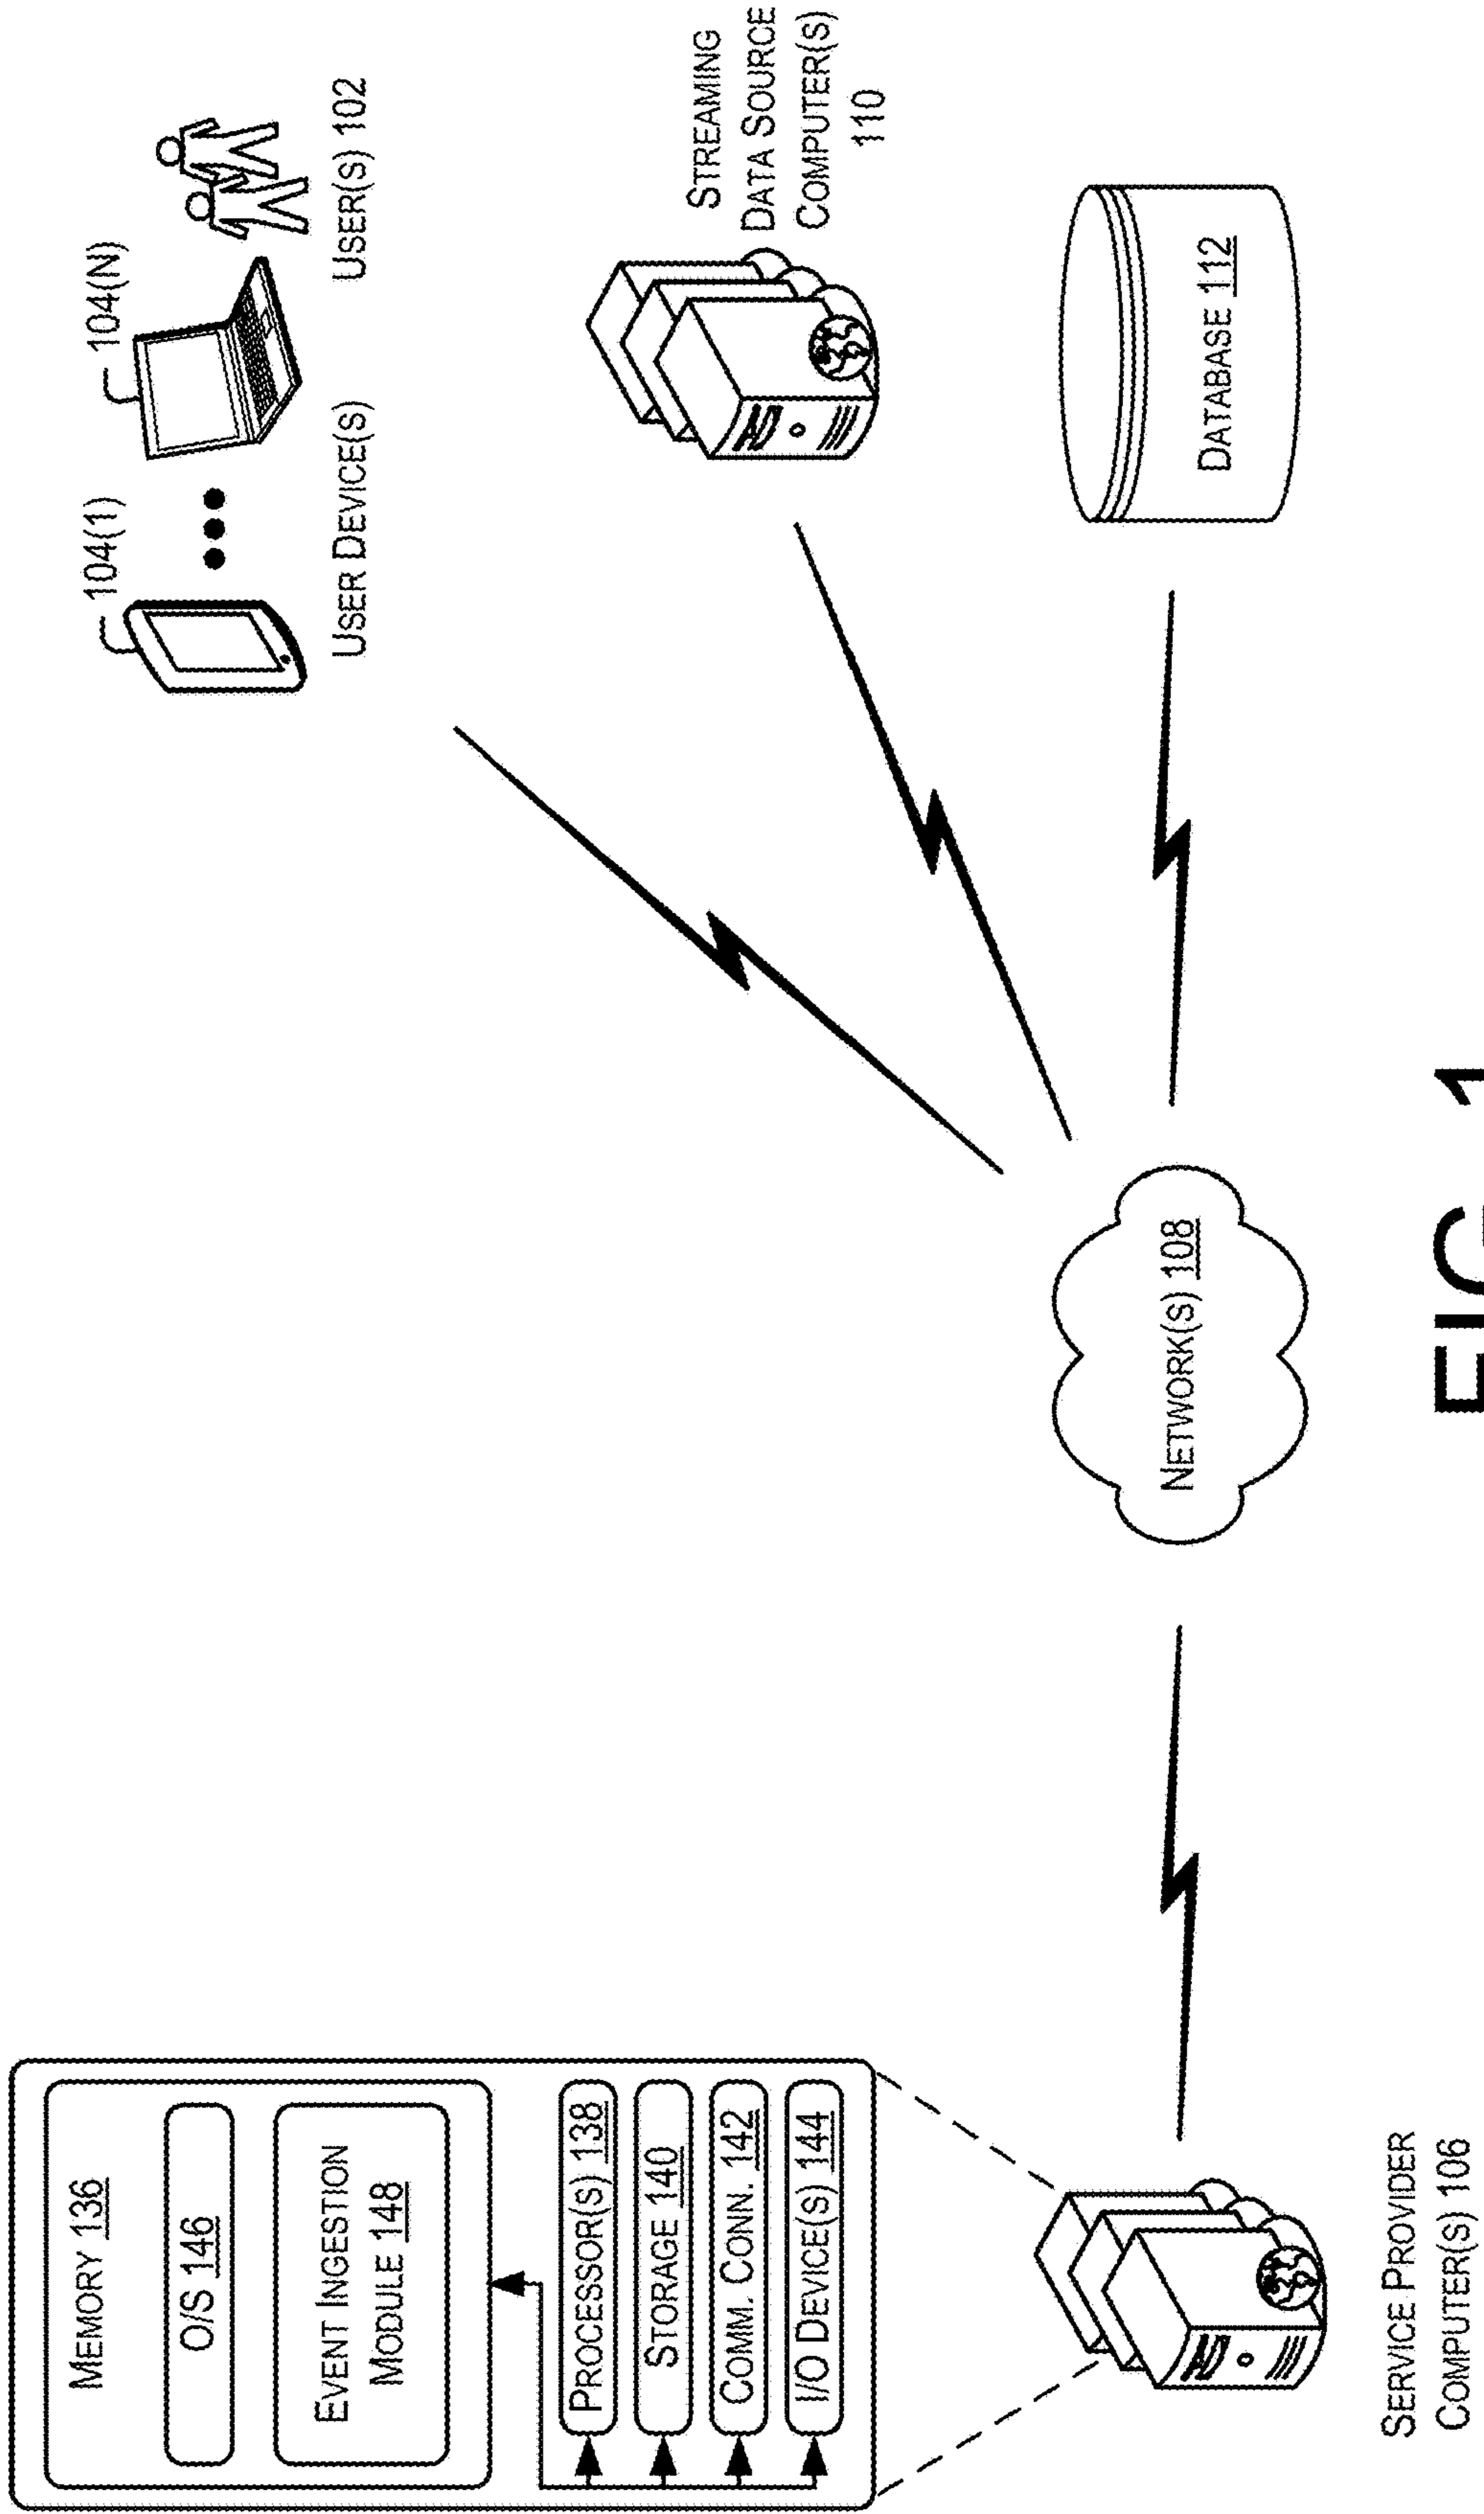 MEMORY 136
O/S 146
EVENT INGESTION
MODULE 148
PROCESSOR(S) 138
STORAGE 140
COMM. CONN. 142
I/O DEVICE(S) 144
SERVICE PROVIDER
COMPUTER(S) 106
NETWORK(S) 108
104(1)
104(N)
USER DEVICE(S)
USER(S) 102
STREAMING
DATA SOURCE
COMPUTER(S)
110
DATABASE 112
FIG. 1